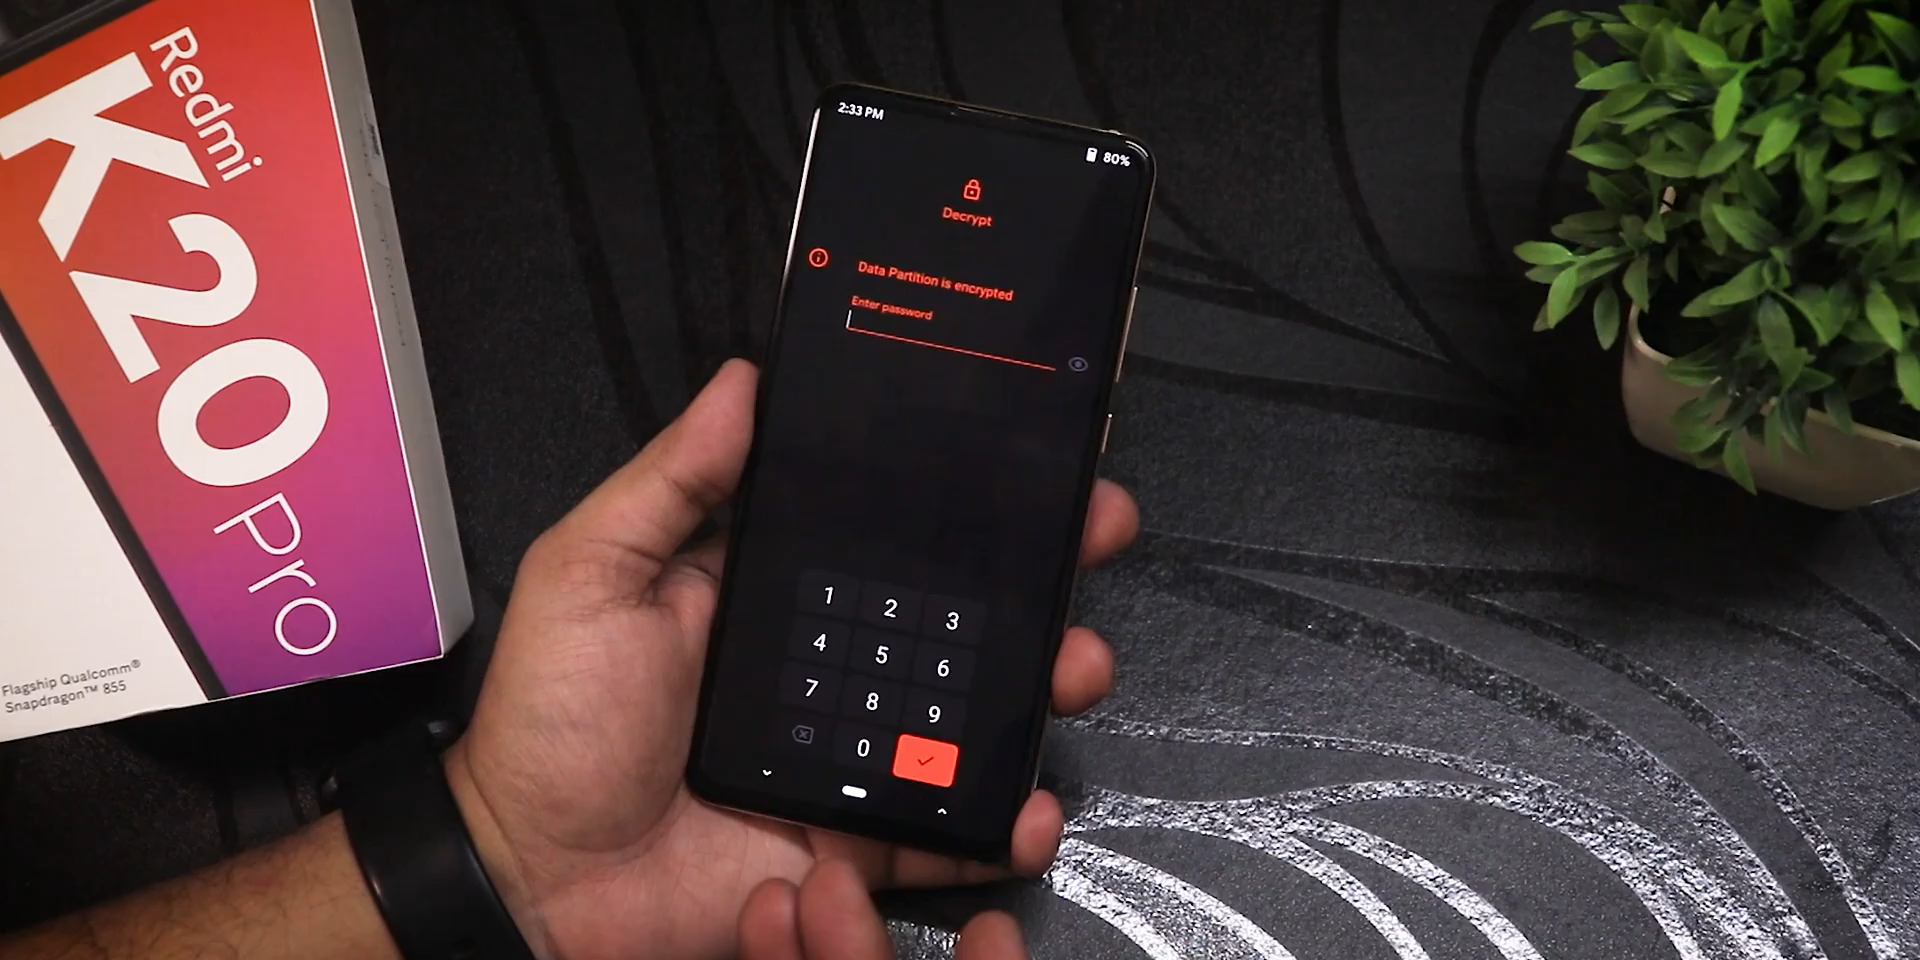 Redmi
K20 Pro
Flagship Qualcomm®
Snapdragon™ 855
2:33 PM
80%
Decrypt
Data Partition is encrypted
Enter password
1 2 3
4 5 6
7 8 9
0